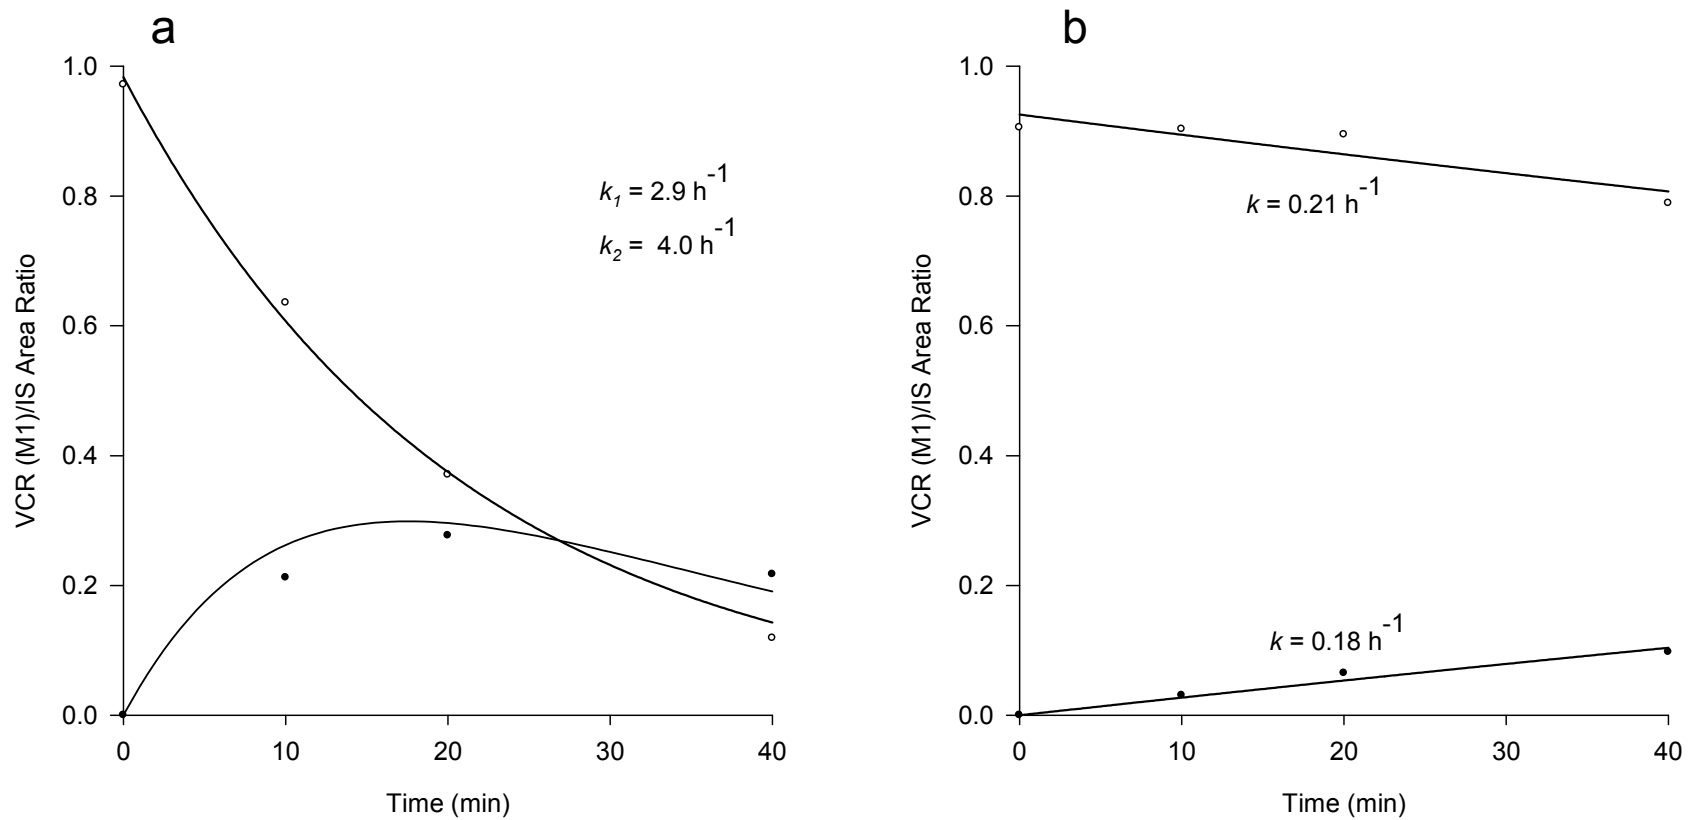 a
VCR (M1)/IS Area Ratio
1.0
0.8
0.6
0.4
0.2
0.0
k₁ = 2.9 h⁻¹
k₂ = 4.0 h⁻¹
0 10 20 30 40
Time (min)
b
VCR (M1)/IS Area Ratio
1.0
0.8
0.6
0.4
0.2
0.0
k = 0.21 h⁻¹
k = 0.18 h⁻¹
0 10 20 30 40
Time (min)